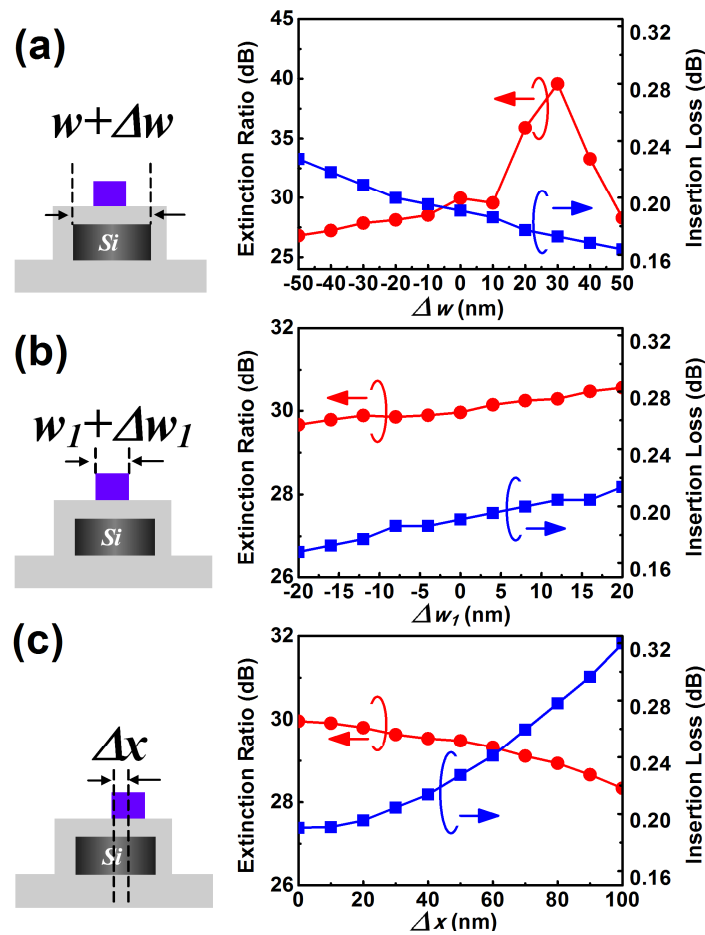 (a)
w+Δw
Si
Extinction Ratio (dB)
45
40
35
30
25
0.32
0.28
0.24
0.20
0.16
Insertion Loss (dB)
-50 -40 -30 -20 -10 0 10 20 30 40 50
Δw (nm)
(b)
w1+Δw1
Si
Extinction Ratio (dB)
32
30
28
26
0.32
0.28
0.24
0.20
0.16
Insertion Loss (dB)
-20 -15 -10 -5 0 5 10 15 20
Δw1 (nm)
(c)
Δx
Si
Extinction Ratio (dB)
32
30
28
26
0.32
0.28
0.24
0.20
0.16
Insertion Loss (dB)
0 20 40 60 80 100
Δx (nm)